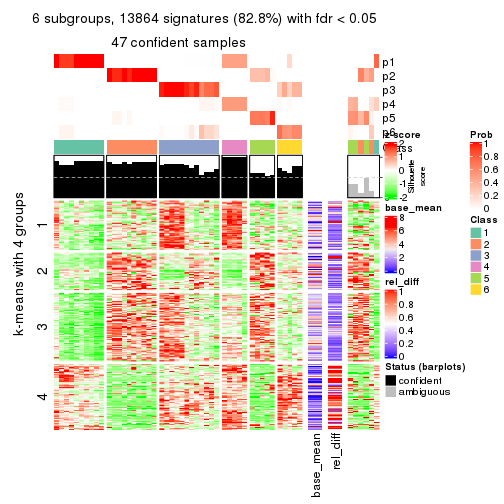 6 subgroups, 13864 signatures (82.8%) with fdr < 0.05
47 confident samples
p1
p2
p3
p4
p5
p6
Class
Silhouette
score
k-means with 4 groups
1
2
3
4
base_mean
rel_diff
z-score
2
1
0
-1
-2
base_mean
8
6
4
2
0
rel_diff
1
0.8
0.6
0.4
0.2
0
Status (barplots)
confident
ambiguous
Prob
1
0.8
0.6
0.4
0.2
0
Class
1
2
3
4
5
6